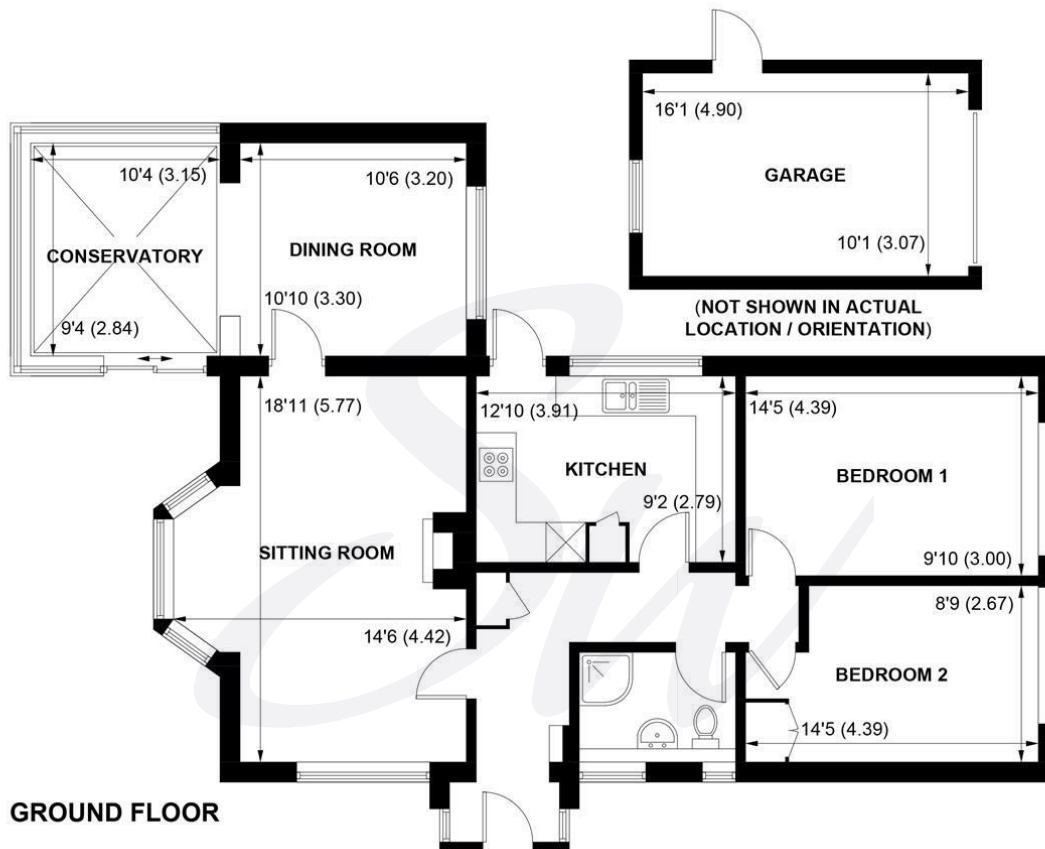 16'1 (4.90)
GARAGE
10'1 (3.07)
(NOT SHOWN IN ACTUAL
LOCATION / ORIENTATION)
10'4 (3.15)
CONSERVATORY
9'4 (2.84)
10'6 (3.20)
DINING ROOM
10'10 (3.30)
18'11 (5.77)
SITTING ROOM
14'6 (4.42)
12'10 (3.91)
KITCHEN
9'2 (2.79)
14'5 (4.39)
BEDROOM 1
9'10 (3.00)
8'9 (2.67)
BEDROOM 2
14'5 (4.39)
GROUND FLOOR
Sw